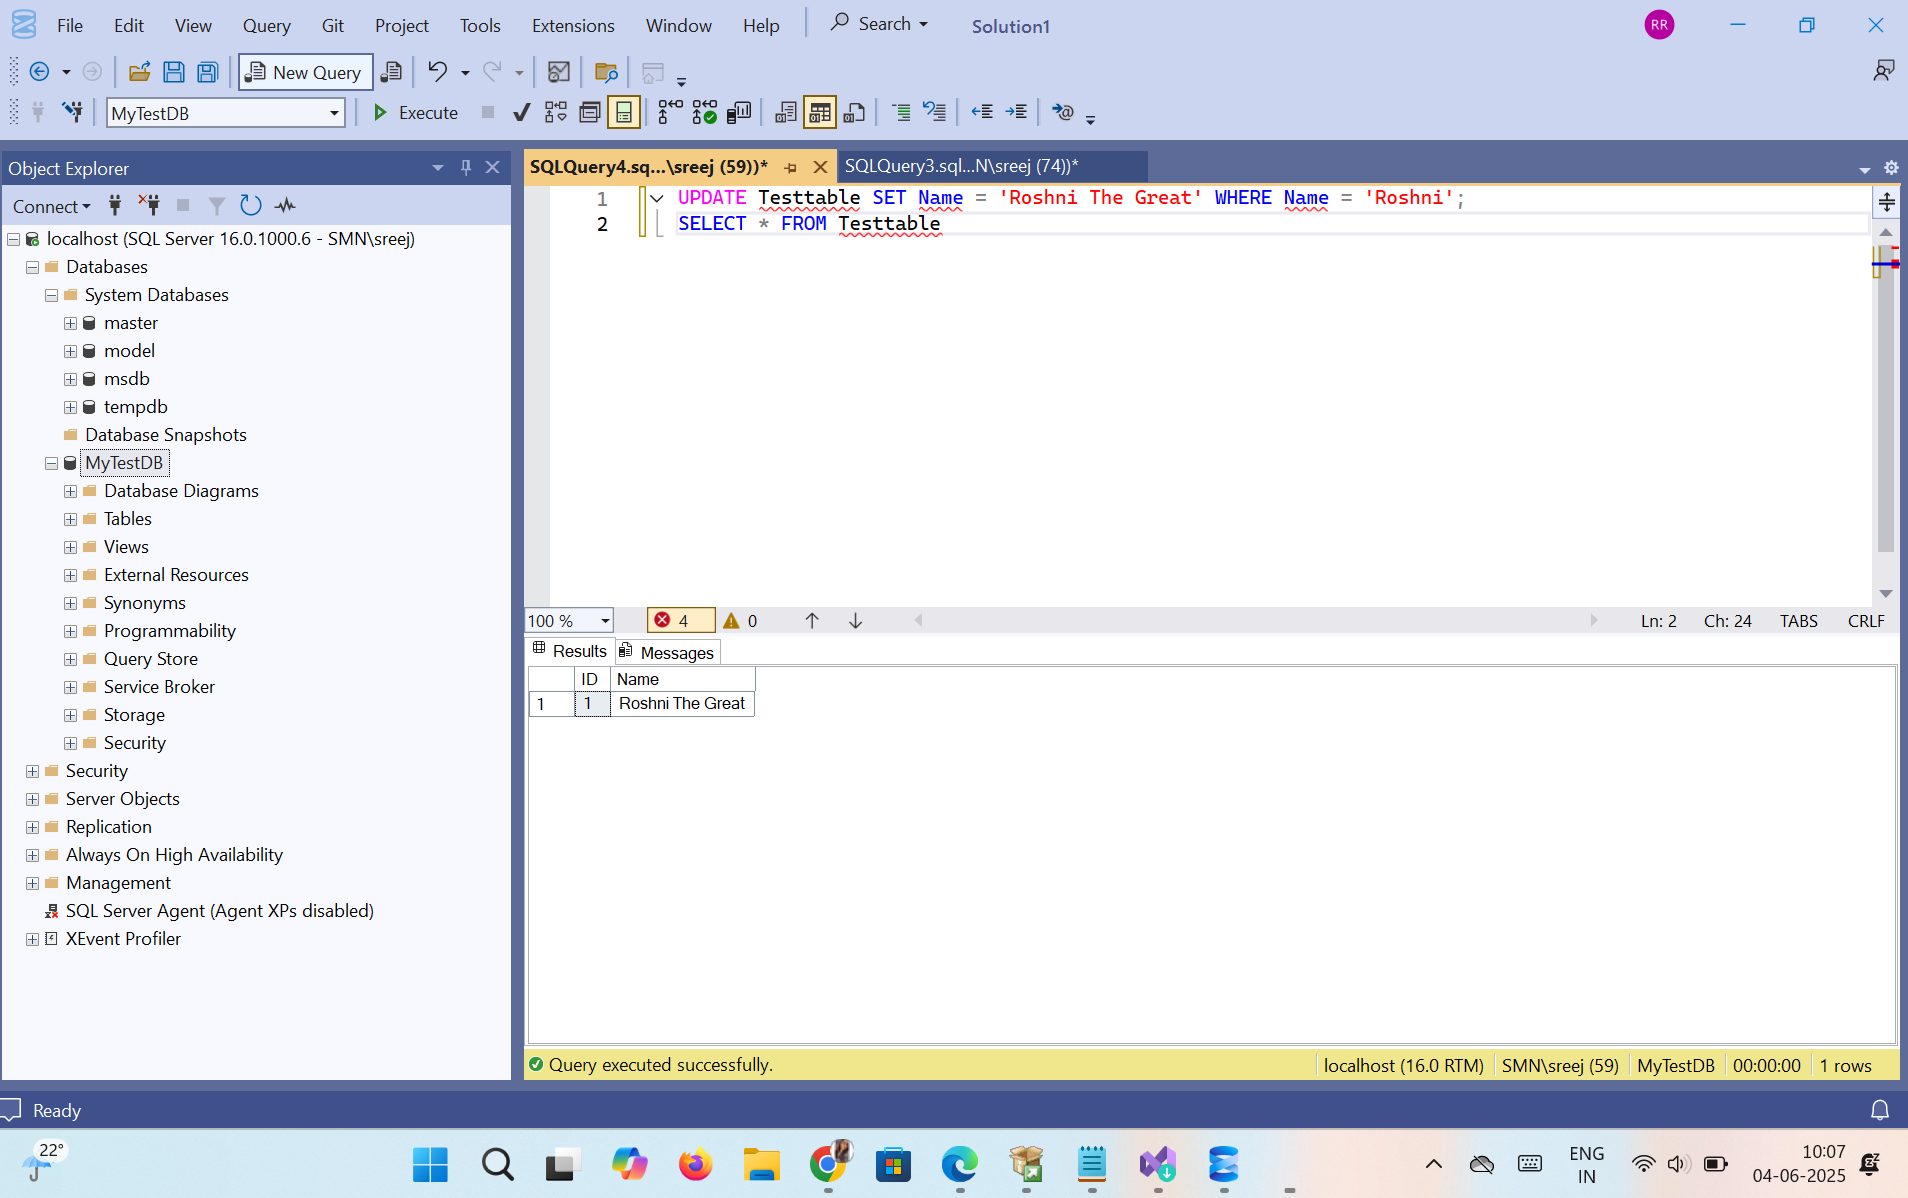 File Edit View Query Git Project Tools Extensions Window Help Search Solution1 RR
New Query
MyTestDB Execute
Object Explorer
Connect
localhost (SQL Server 16.0.1000.6 - SMN\sreej)
Databases
System Databases
master
model
msdb
tempdb
Database Snapshots
MyTestDB
Database Diagrams
Tables
Views
External Resources
Synonyms
Programmability
Query Store
Service Broker
Storage
Security
Security
Server Objects
Replication
Always On High Availability
Management
SQL Server Agent (Agent XPs disabled)
XEvent Profiler
SQLQuery4.sq...\sreej (59))* SQLQuery3.sql...N\sreej (74))*
1 UPDATE Testtable SET Name = 'Roshni The Great' WHERE Name = 'Roshni';
2 SELECT * FROM Testtable
100 % 4 0 Ln: 2 Ch: 24 TABS CRLF
Results Messages
ID Name
1 1 Roshni The Great
Query executed successfully. localhost (16.0 RTM) SMN\sreej (59) MyTestDB 00:00:00 1 rows
Ready
22° ENG IN 10:07
04-06-2025